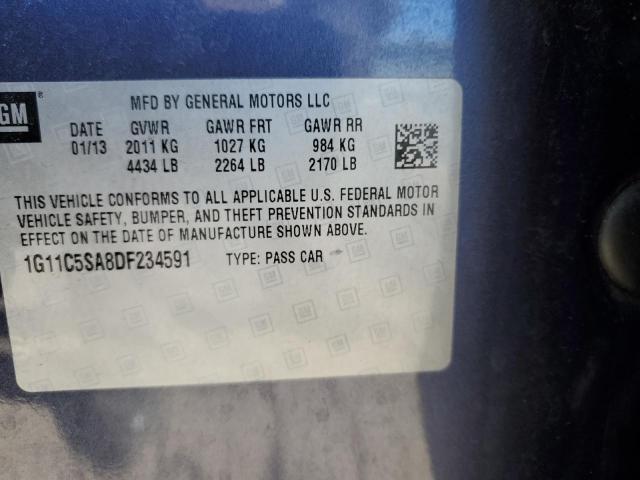 GM ®
MFD BY GENERAL MOTORS LLC
DATE GVWR GAWR FRT GAWR RR
01/13 2011 KG 1027 KG 984 KG
4434 LB 2264 LB 2170 LB
THIS VEHICLE CONFORMS TO ALL APPLICABLE U.S. FEDERAL MOTOR
VEHICLE SAFETY, BUMPER, AND THEFT PREVENTION STANDARDS IN
EFFECT ON THE DATE OF MANUFACTURE SHOWN ABOVE.
1G11C5SA8DF234591 TYPE: PASS CAR